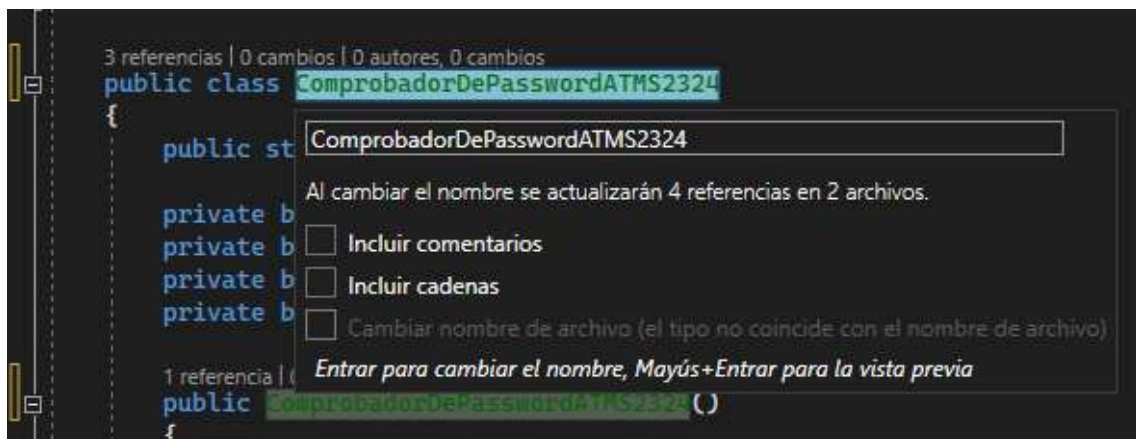 3 referencias | 0 cambios | 0 autores, 0 cambios
public class ComprobadorDePasswordATMS2324
{
public st
ComprobadorDePasswordATMS2324
Al cambiar el nombre se actualizarán 4 referencias en 2 archivos.
private b
private b
Incluir comentarios
private b
Incluir cadenas
private b
Cambiar nombre de archivo (el tipo no coincide con el nombre de archivo)
Entrar para cambiar el nombre, Mayús+Entrar para la vista previa
1 referencia | (
public ComprobadorDePasswordATMS2324()
{